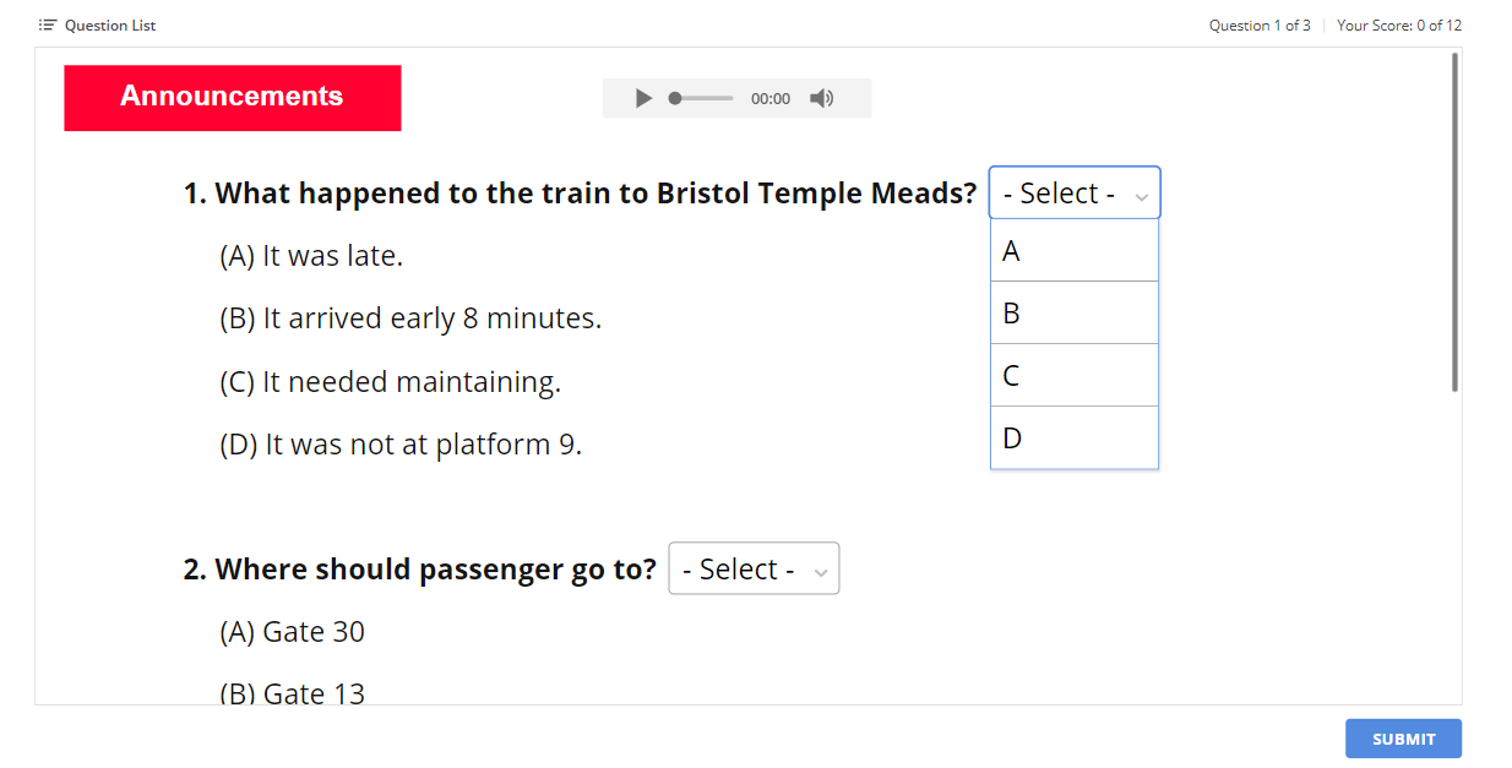 Question List
Question 1 of 3 Your Score: 0 of 12
Announcements
00:00
1. What happened to the train to Bristol Temple Meads? - Select -
(A) It was late.
A
(B) It arrived early 8 minutes.
B
(C) It needed maintaining.
C
(D) It was not at platform 9.
D
2. Where should passenger go to? - Select -
(A) Gate 30
(B) Gate 13
SUBMIT